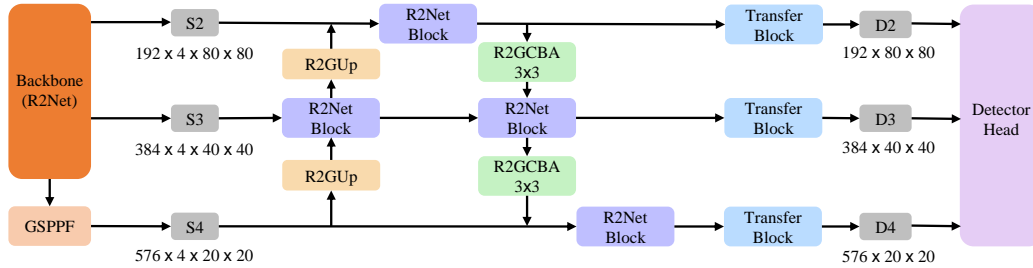 S2
R2Net
Block
Transfer
Block
D2
192 x 4 x 80 x 80
192 x 80 x 80
R2GUp
R2GCBA
3x3
Backbone
(R2Net)
S3
R2Net
Block
R2Net
Block
Transfer
Block
D3
Detector
Head
384 x 4 x 40 x 40
384 x 40 x 40
R2GUp
R2GCBA
3x3
GSPPF
S4
R2Net
Block
Transfer
Block
D4
576 x 4 x 20 x 20
576 x 20 x 20